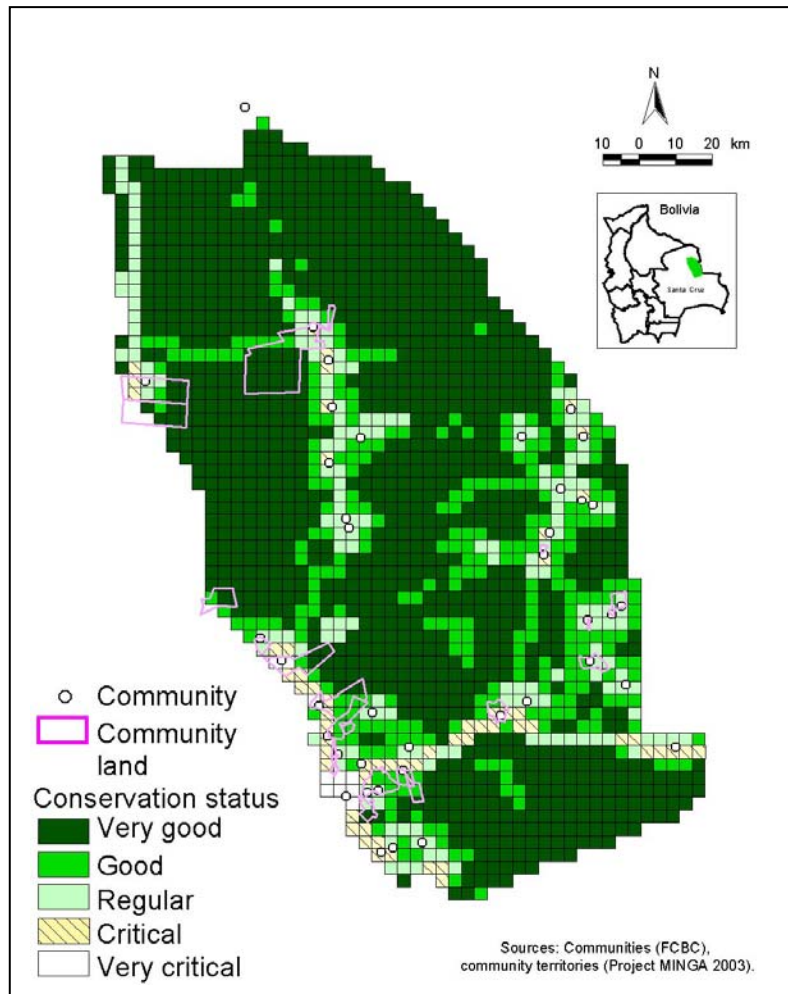 N
10 0 10 20 km
Bolivia
Santa Cruz
Community
Community
land
Conservation status
Very good
Good
Regular
Critical
Very critical
Sources: Communities (FCBC),
community territories (Project MINGA 2003).